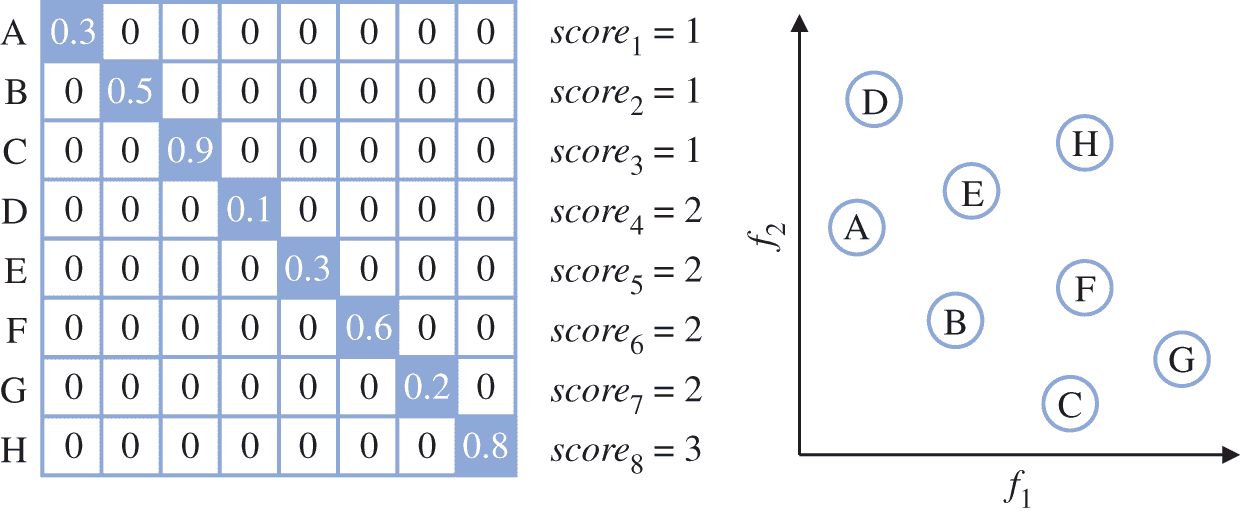 A 0.3 0 0 0 0 0 0 0 score1 = 1
B 0 0.5 0 0 0 0 0 0 score2 = 1
C 0 0 0.9 0 0 0 0 0 score3 = 1
D 0 0 0 0.1 0 0 0 0 score4 = 2
E 0 0 0 0 0.3 0 0 0 score5 = 2
F 0 0 0 0 0 0.6 0 0 score6 = 2
G 0 0 0 0 0 0 0.2 0 score7 = 2
H 0 0 0 0 0 0 0 0.8 score8 = 3
f2
D
H
E
A
F
B
G
C
f1